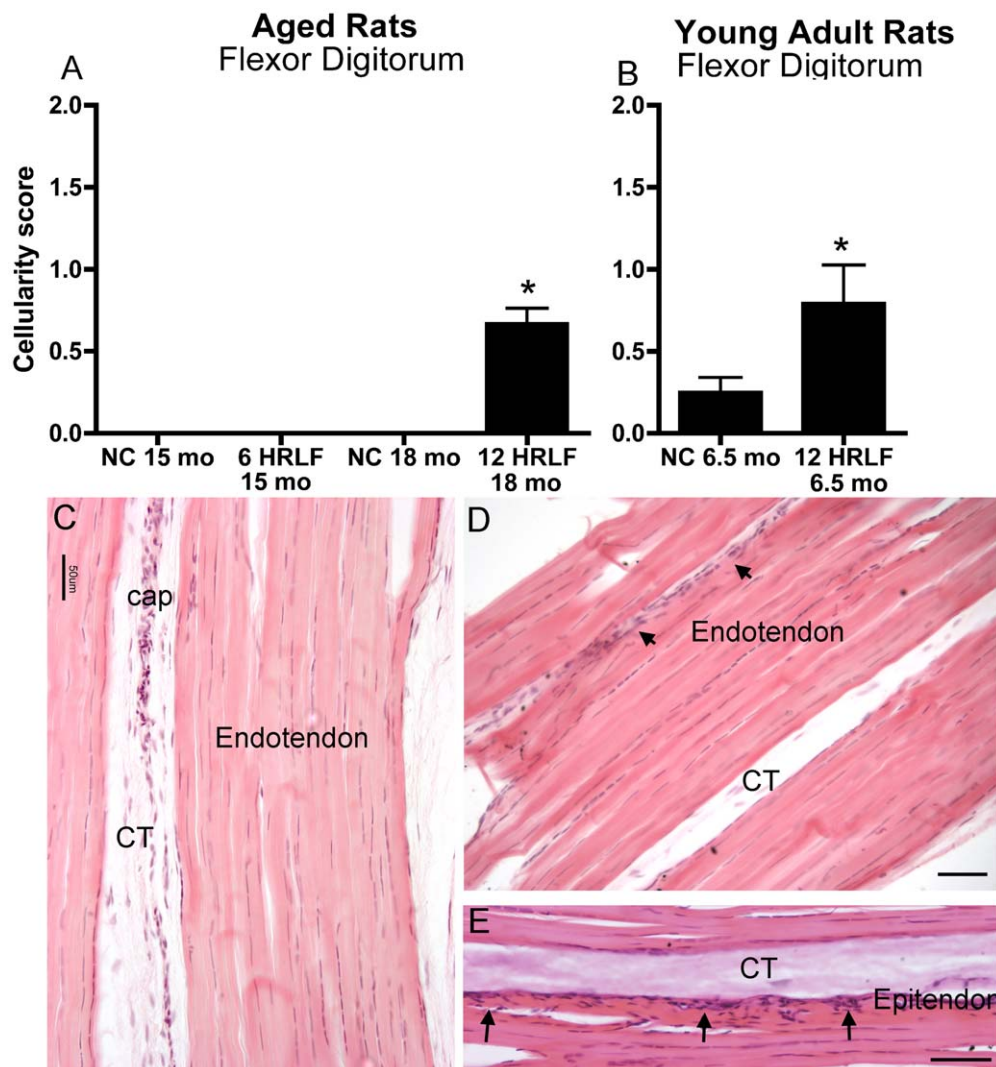 Aged Rats
Flexor Digitorum
A
Young Adult Rats
Flexor Digitorum
B
Cellularity score
2.0
1.5
1.0
0.5
0.0
*
NC 15 mo
6 HRLF
15 mo
NC 18 mo
12 HRLF
18 mo
2.0
1.5
1.0
0.5
0.0
*
NC 6.5 mo
12 HRLF
6.5 mo
C
50um
cap
Endotendon
CT
D
Endotendon
CT
E
CT
Epitendon